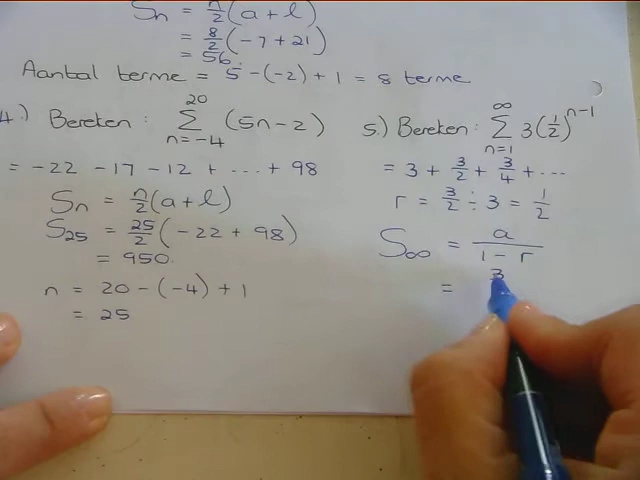 Sn = n/2 (a + l)
= 8/2 (-7 + 21)
= 56.
Aantal terme = 5 - (-2) + 1 = 8 terme
4.) Bereken: 20 Σ n=-4 (5n-2)
= -22 - 17 - 12 + ... + 98
Sn = n/2 (a + l)
S25 = 25/2 (-22 + 98)
= 950.
n = 20 - (-4) + 1
= 25
5.) Bereken: ∞ Σ n=1 3(1/2)^n-1
= 3 + 3/2 + 3/4 + ...
r = 3/2 ÷ 3 = 1/2
S∞ = a / 1 - r
= 3